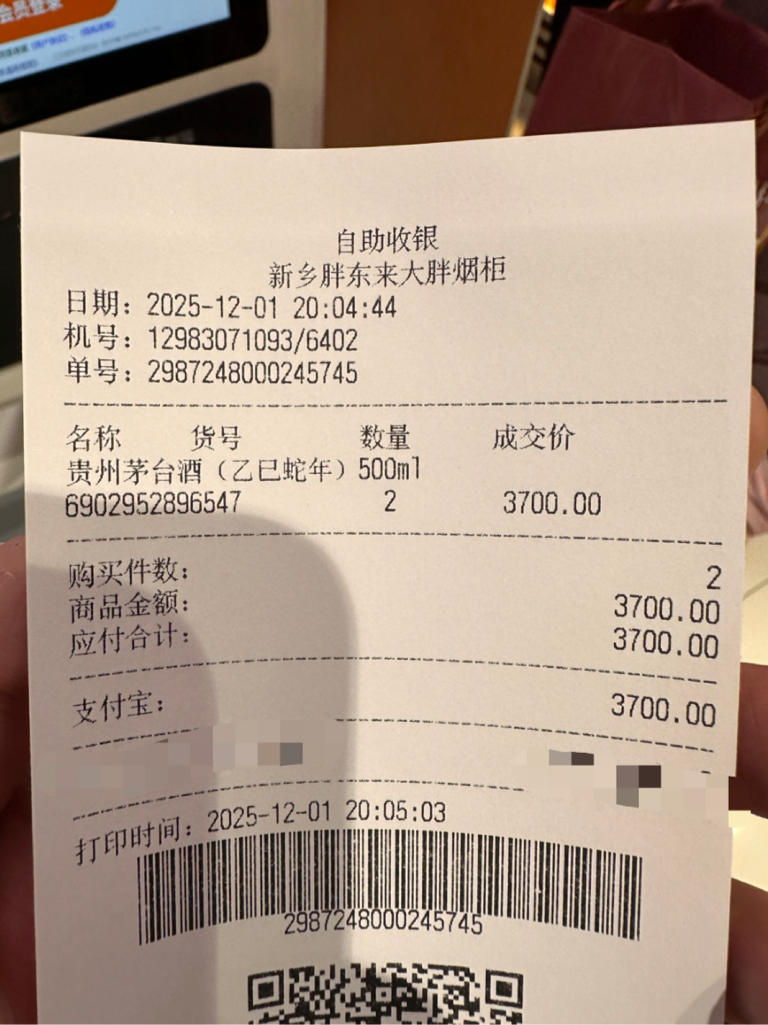 会员登录
自助收银
新乡胖东来大胖烟柜
日期：2025-12-01 20:04:44
机号：12983071093/6402
单号：2987248000245745
名称 货号 数量 成交价
贵州茅台酒（乙巳蛇年）500ml
6902952896547 2 3700.00
购买件数： 2
商品金额： 3700.00
应付合计： 3700.00
支付宝： 3700.00
打印时间：2025-12-01 20:05:03
2987248000245745